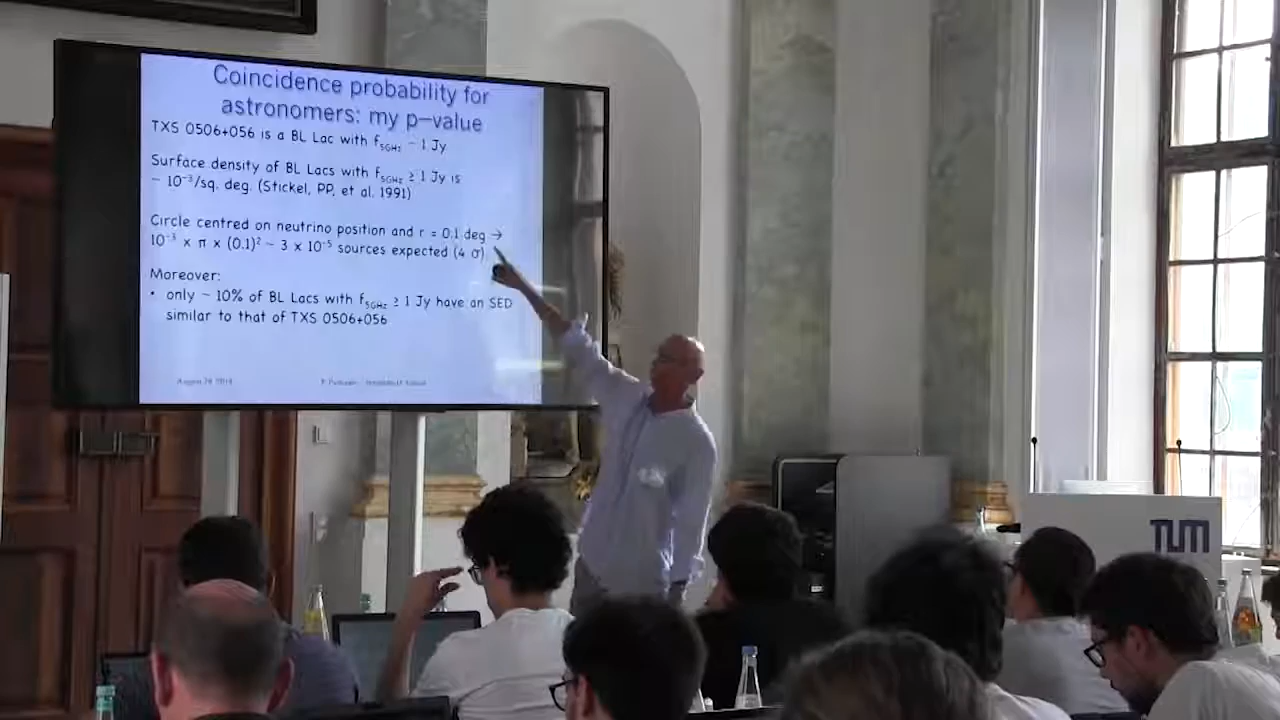 Coincidence probability for
astronomers: my p-value
TXS 0506+056 is a BL Lac with f5GHz ~ 1 Jy
Surface density of BL Lacs with f5GHz ≥ 1 Jy is
~ 10⁻³/sq. deg. (Stickel, PP, et al. 1991)
Circle centred on neutrino position and r = 0.1 deg →
10⁻³ x π x (0.1)² ~ 3 x 10⁻⁵ sources expected (4 σ)
Moreover:
• only ~ 10% of BL Lacs with f5GHz ≥ 1 Jy have an SED
similar to that of TXS 0506+056
August
TUM